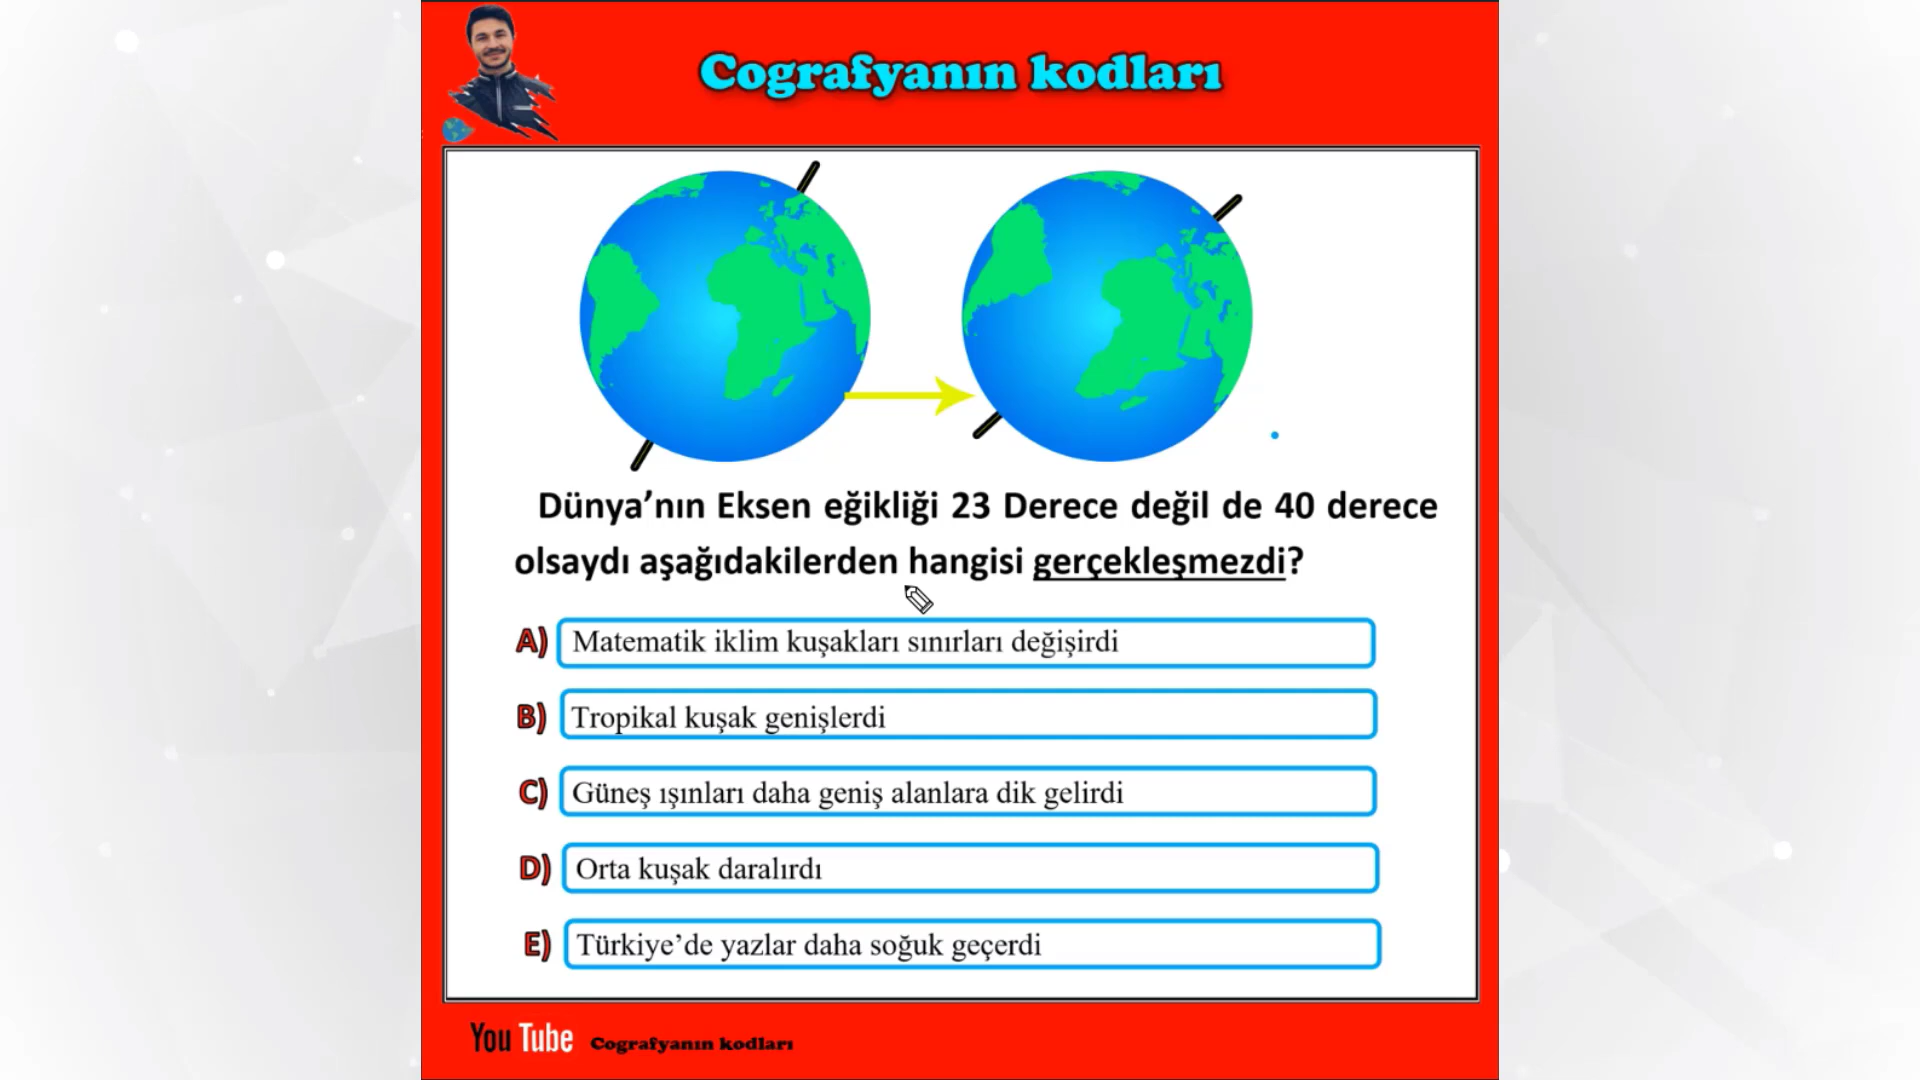 Cografyanın kodları
Dünya’nın Eksen eğikliği 23 Derece değil de 40 derece
olsaydı aşağıdakilerden hangisi gerçekleşmezdi?
A) Matematik iklim kuşakları sınırları değişirdi
B) Tropikal kuşak genişlerdi
C) Güneş ışınları daha geniş alanlara dik gelirdi
D) Orta kuşak daralırdı
E) Türkiye’de yazlar daha soğuk geçerdi
You Tube Cografyanın kodları